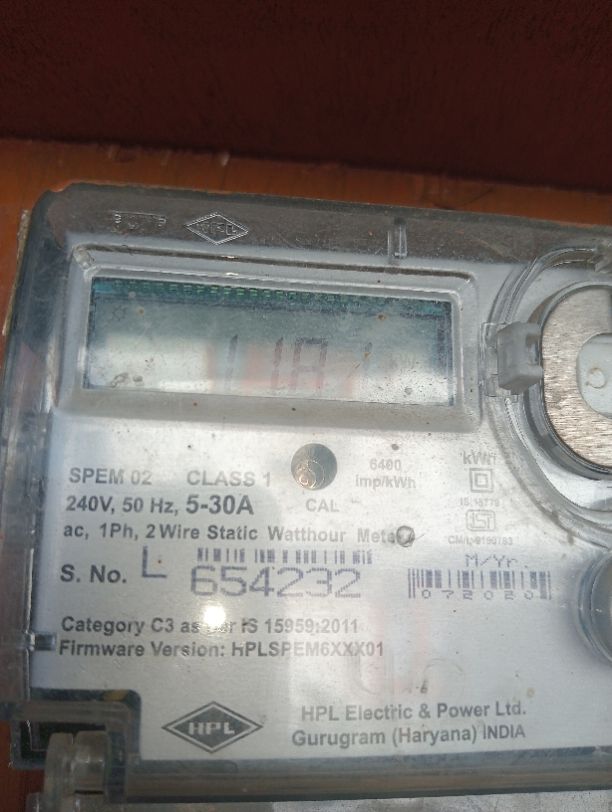 SPEM 02 CLASS 1
6400
imp/kWh
kWH
240V, 50 Hz, 5-30A
CAL
ac, 1Ph, 2 Wire Static Watthour Meter
S. No. L 654232
M/Yr.
072020
Category C3 as per IS 15959:2011
Firmware Version: HPLSPEM6XXX01
HPL
HPL Electric & Power Ltd.
Gurugram (Haryana) INDIA